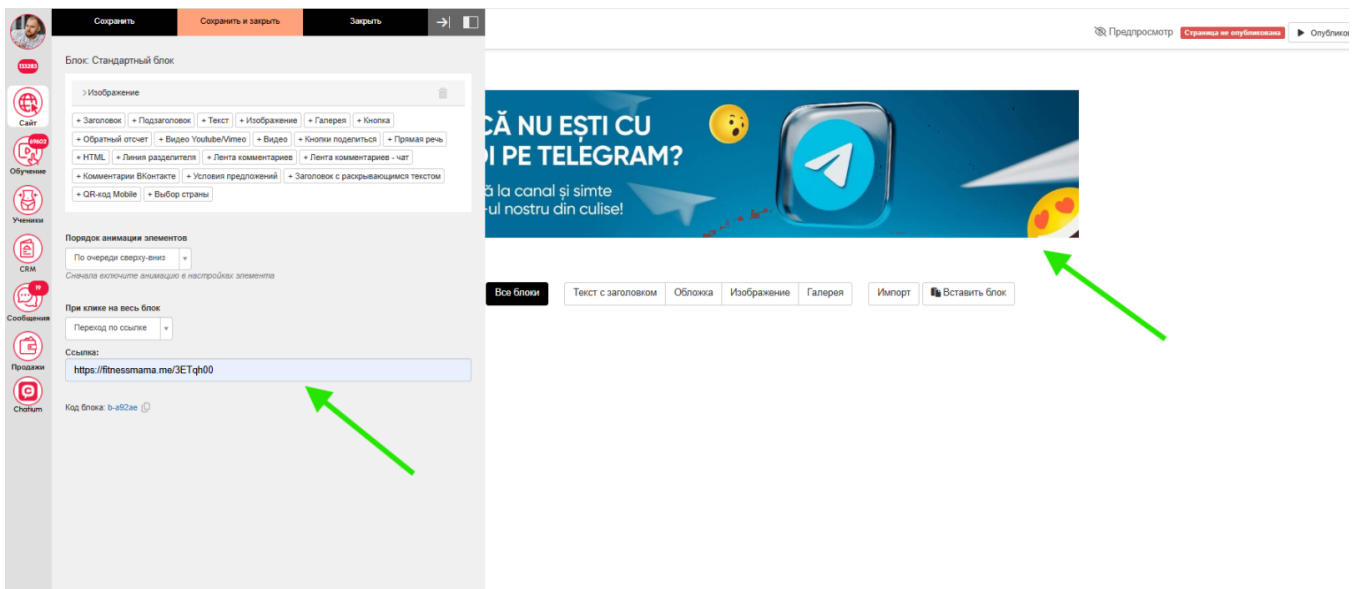 Сохранить
Сохранить и закрыть
Закрыть
Предпросмотр
Страница не опубликована
Опубликов
133283
Сайт
69602
Обучение
Ученики
CRM
19
Сообщения
Продажи
Chatium
Блок: Стандартный блок
>Изображение
+ Заголовок + Подзаголовок + Текст + Изображение + Галерея + Кнопка
+ Обратный отсчет + Видео Youtube/Vimeo + Видео + Кнопки поделиться + Прямая речь
+ HTML + Линия разделителя + Лента комментариев + Лента комментариев - чат
+ Комментарии ВКонтакте + Условия предложений + Заголовок с раскрывающимся текстом
+ QR-код Mobile + Выбор страны
Порядок анимации элементов
По очереди сверху-вниз
Сначала включите анимацию в настройках элемента
При клике на весь блок
Переход по ссылке
Ссылка:
https://fitnessmama.me/3ETqh00
Код блока: b-a92ae
CĂ NU EȘTI CU
I PE TELEGRAM?
ă la canal și simte
-ul nostru din culise!
Все блоки
Текст с заголовком
Обложка
Изображение
Галерея
Импорт
Вставить блок